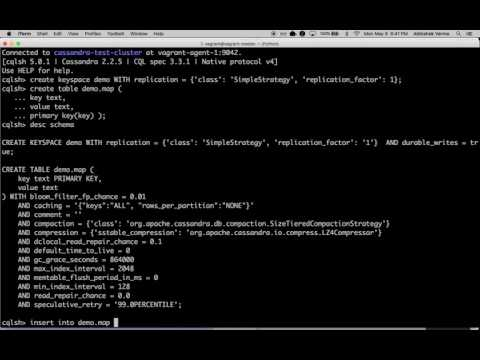 iTerm Shell Edit View Profiles Toolbelt Window Help
Mon May 9 6:41 PM Abhishek Verma
1. vagrant@vagrant-master: ~ (Python)
Connected to cassandra-test-cluster at vagrant-agent-1:9042.
[cqlsh 5.0.1 | Cassandra 2.2.5 | CQL spec 3.3.1 | Native protocol v4]
Use HELP for help.
cqlsh> create keyspace demo WITH replication = {'class': 'SimpleStrategy', 'replication_factor': 1};
cqlsh> create table demo.map (
... key text,
... value text,
... primary key(key) );
cqlsh> desc schema
CREATE KEYSPACE demo WITH replication = {'class': 'SimpleStrategy', 'replication_factor': '1'} AND durable_writes = tr
ue;
CREATE TABLE demo.map (
key text PRIMARY KEY,
value text
) WITH bloom_filter_fp_chance = 0.01
AND caching = '{"keys":"ALL", "rows_per_partition":"NONE"}'
AND comment = ''
AND compaction = {'class': 'org.apache.cassandra.db.compaction.SizeTieredCompactionStrategy'}
AND compression = {'sstable_compression': 'org.apache.cassandra.io.compress.LZ4Compressor'}
AND dclocal_read_repair_chance = 0.1
AND default_time_to_live = 0
AND gc_grace_seconds = 864000
AND max_index_interval = 2048
AND memtable_flush_period_in_ms = 0
AND min_index_interval = 128
AND read_repair_chance = 0.0
AND speculative_retry = '99.0PERCENTILE';
cqlsh> insert into demo.map